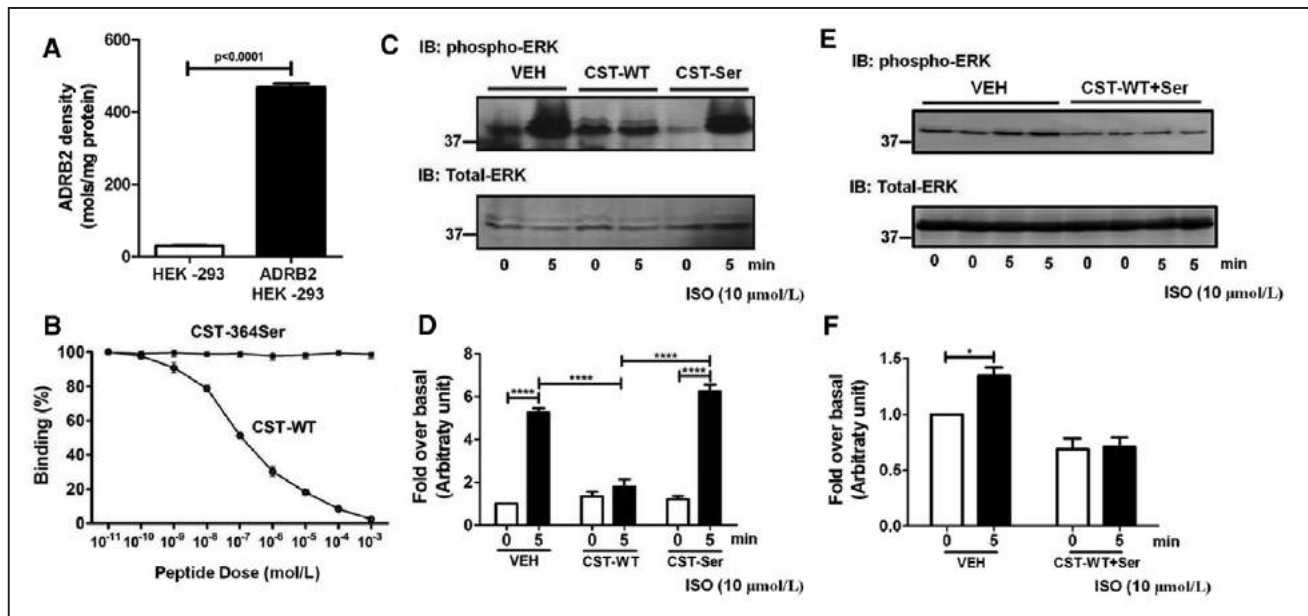 A
600
400
200
0
ADRB2 density
(mols/mg protein)
p<0.0001
HEK -293
ADRB2
HEK -293
B
CST-364Ser
100
80
60
40
20
0
Binding (%)
CST-WT
10-11 10-10 10-9 10-8 10-7 10-6 10-5 10-4 10-3
Peptide Dose (mol/L)
C
IB: phospho-ERK
VEH CST-WT CST-Ser
37
IB: Total-ERK
37
0 5 0 5 0 5 min
ISO (10 µmol/L)
D
8
6
4
2
0
Fold over basal
(Arbitraty unit)
**** **** **** ****
0 5 0 5 0 5 min
VEH CST-WT CST-Ser
ISO (10 µmol/L)
E
IB: phospho-ERK
VEH CST-WT+Ser
37
IB: Total-ERK
37
0 0 5 5 0 0 5 5 min
ISO (10 µmol/L)
F
1.5
1.0
0.5
0.0
Fold over basal
(Arbitraty unit)
*
0 5 0 5 min
VEH CST-WT+Ser
ISO (10 µmol/L)